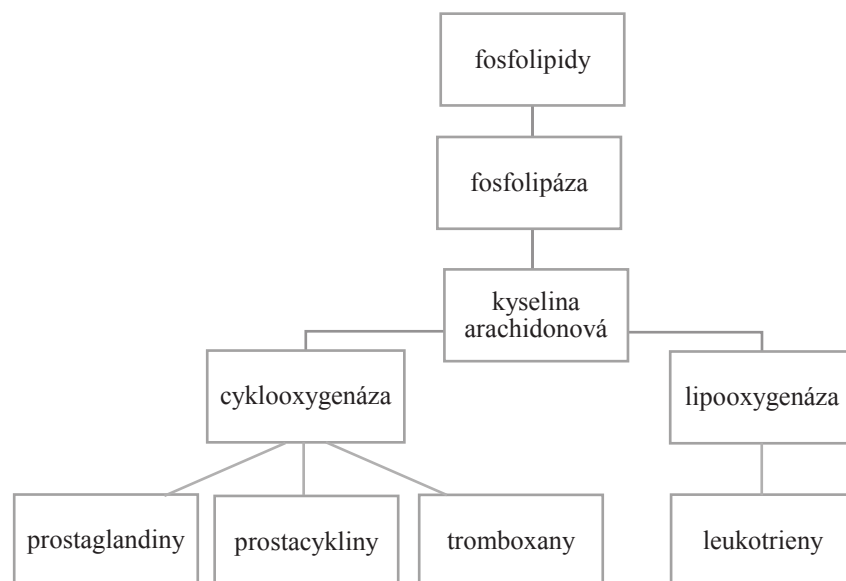 fosfolipidy
fosfolipáza
kyselina
arachidonová
cyklooxygenáza
lipooxygenáza
prostaglandiny
prostacykliny
tromboxany
leukotrieny